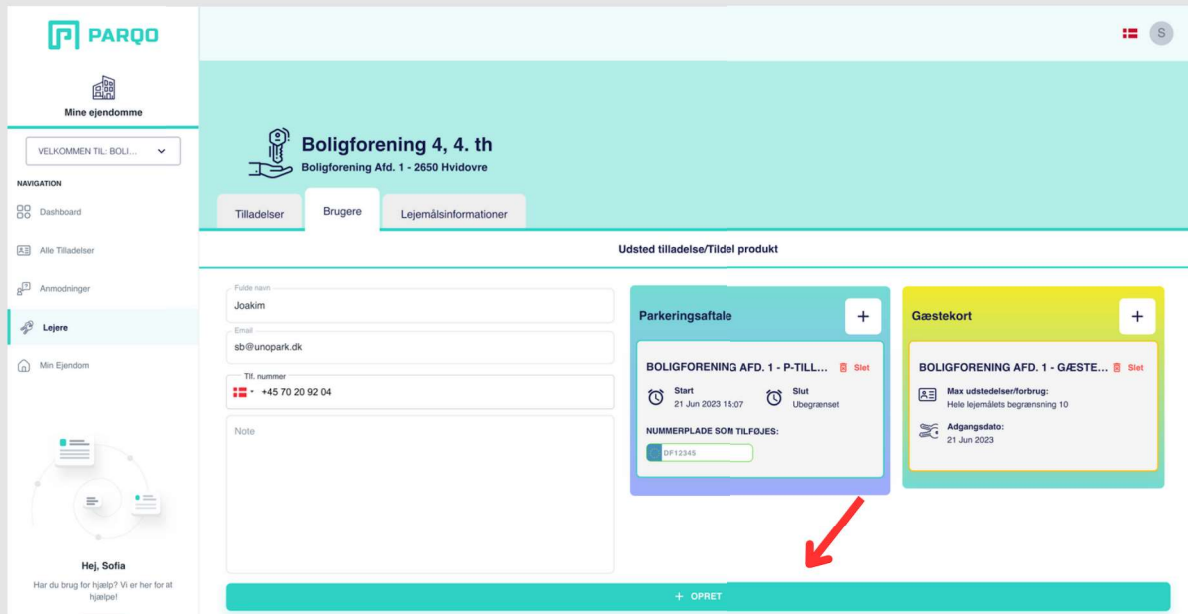 PARQO
S
Mine ejendomme
VELKOMMEN TIL: BOLI...
NAVIGATION
Dashboard
Alle Tilladelser
Anmodninger
Lejere
Min Ejendom
Hej, Sofia
Har du brug for hjælp? Vi er her for at
hjælpe!
Boligforening 4, 4. th
Boligforening Afd. 1 - 2650 Hvidovre
Tilladelser
Brugere
Lejemålsinformationer
Udsted tilladelse/Tildel produkt
Fulde navn
Joakim
Email
sb@unopark.dk
Tlf. nummer
+45 70 20 92 04
Note
Parkeringsaftale
+
BOLIGFORENING AFD. 1 - P-TILL...
Slet
Start
21 Jun 2023 15:07
Slut
Ubegrænset
NUMMERPLADE SOM TILFØJES:
DF12345
Gæstekort
+
BOLIGFORENING AFD. 1 - GÆSTE...
Slet
Max udstedelser/forbrug:
Hele lejemålets begrænsning 10
Adgangsdato:
21 Jun 2023
+ OPRET